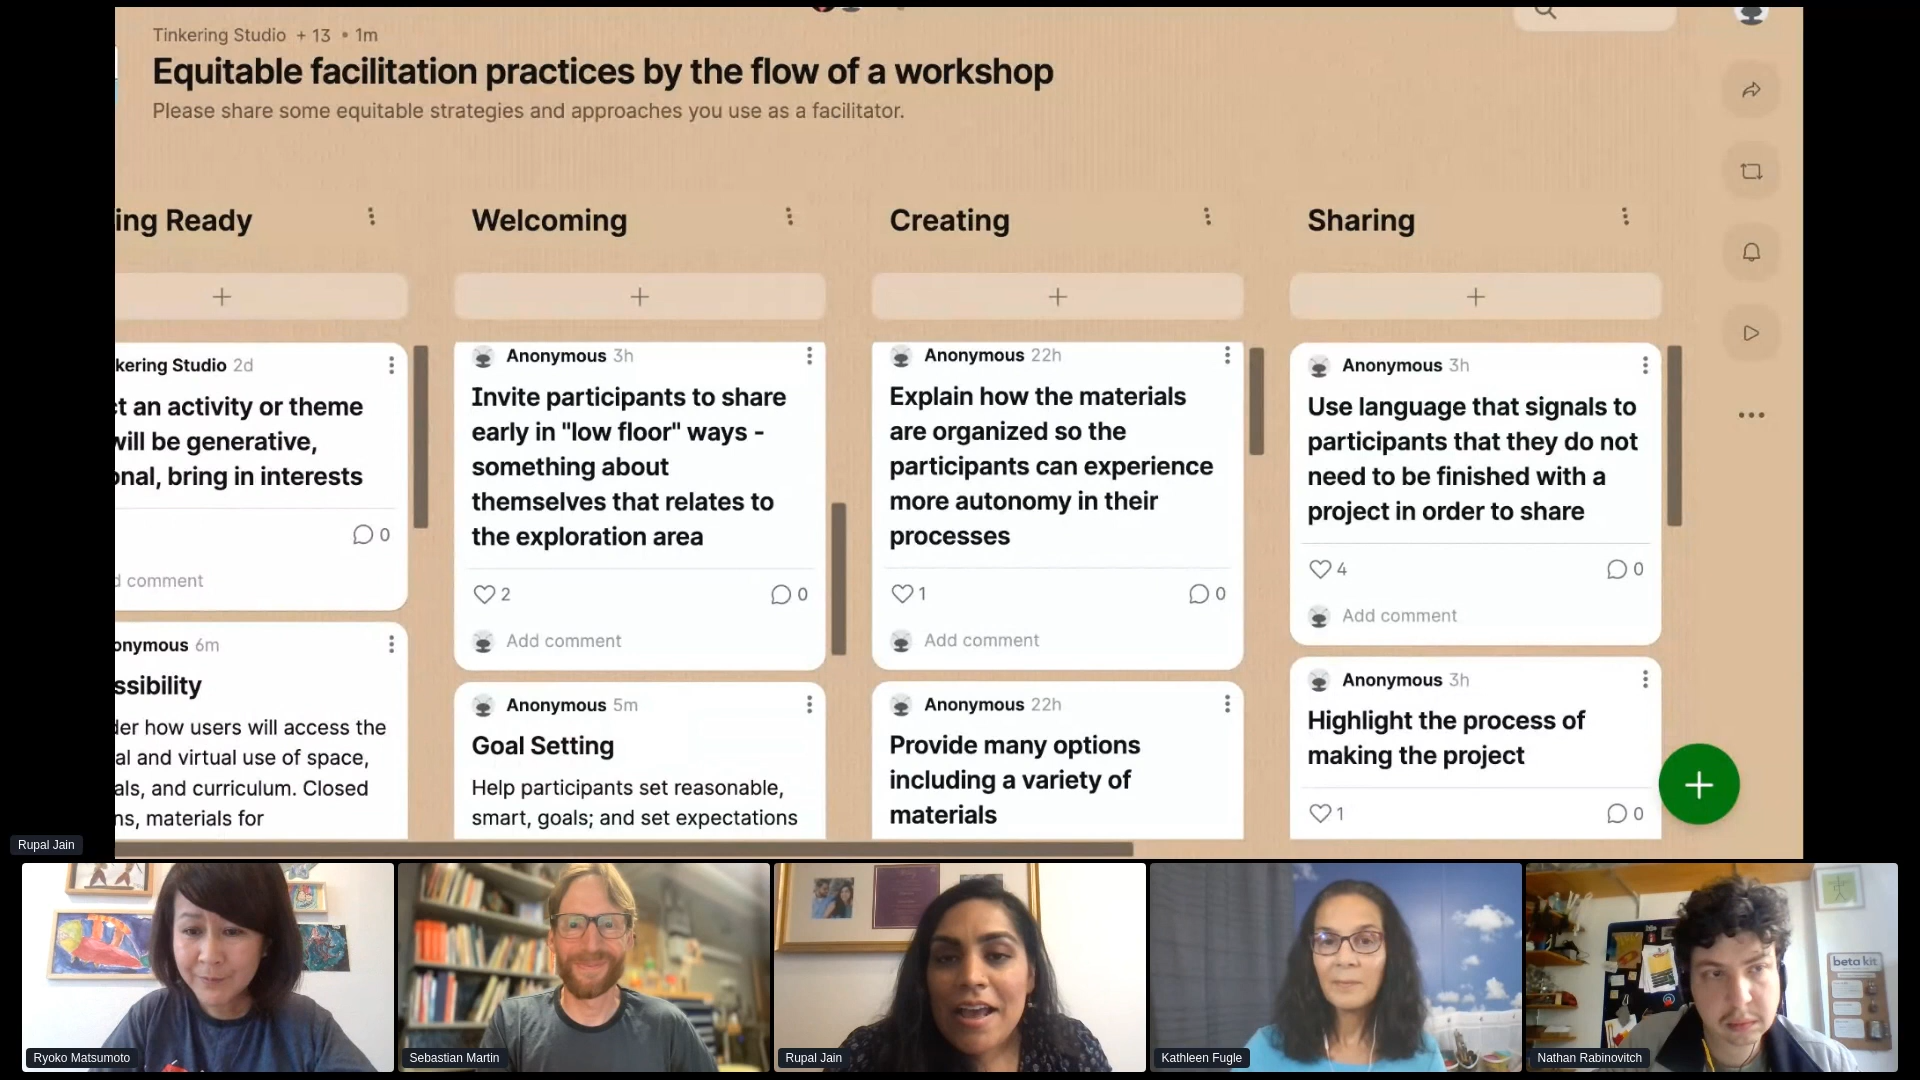 Tinkering Studio + 13 • 1m
Equitable facilitation practices by the flow of a workshop
Please share some equitable strategies and approaches you use as a facilitator.
ing Ready
kering Studio 2d
ct an activity or theme
will be generative,
onal, bring in interests
0
d comment
onymous 6m
ssibility
der how users will access the
al and virtual use of space,
als, and curriculum. Closed
ns, materials for
Welcoming
Anonymous 3h
Invite participants to share
early in "low floor" ways -
something about
themselves that relates to
the exploration area
2 0
Add comment
Anonymous 5m
Goal Setting
Help participants set reasonable,
smart, goals; and set expectations
Creating
Anonymous 22h
Explain how the materials
are organized so the
participants can experience
more autonomy in their
processes
1 0
Add comment
Anonymous 22h
Provide many options
including a variety of
materials
Sharing
Anonymous 3h
Use language that signals to
participants that they do not
need to be finished with a
project in order to share
4 0
Add comment
Anonymous 3h
Highlight the process of
making the project
1 0
Rupal Jain
Ryoko Matsumoto
Sebastian Martin
Rupal Jain
Kathleen Fugle
beta kit
Nathan Rabinovitch